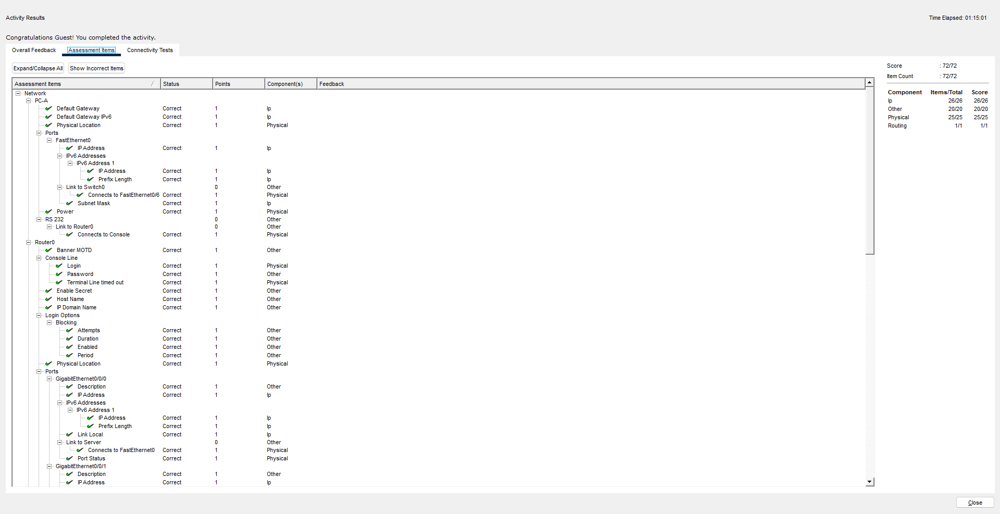 Activity Results
Time Elapsed: 01:15:01
Congratulations Guest! You completed the activity.
Overall Feedback Assessment Items Connectivity Tests
Expand/Collapse All Show Incorrect Items
Score : 72/72
Item Count : 72/72
Component Items/Total Score
Ip 26/26 26/26
Other 20/20 20/20
Physical 25/25 25/25
Routing 1/1 1/1
Assessment Items Status Points Component(s) Feedback
Network
PC-A
Default Gateway Correct 1 Ip
Default Gateway IPv6 Correct 1 Ip
Physical Location Correct 1 Physical
Ports
FastEthernet0
IP Address Correct 1 Ip
IPv6 Addresses
IPv6 Address 1
IP Address Correct 1 Ip
Prefix Length Correct 1 Ip
Link to Switch0 0 Other
Connects to FastEthernet0/6 Correct 1 Physical
Subnet Mask Correct 1 Ip
Power Correct 1 Physical
RS 232 0 Other
Link to Router0 0 Other
Connects to Console Correct 1 Physical
Router0
Banner MOTD Correct 1 Other
Console Line
Login Correct 1 Physical
Password Correct 1 Other
Terminal Line timed out Correct 1 Physical
Enable Secret Correct 1 Other
Host Name Correct 1 Other
IP Domain Name Correct 1 Other
Login Options
Blocking
Attempts Correct 1 Other
Duration Correct 1 Other
Enabled Correct 1 Other
Period Correct 1 Other
Physical Location Correct 1 Physical
Ports
GigabitEthernet0/0/0
Description Correct 1 Other
IP Address Correct 1 Ip
IPv6 Addresses
IPv6 Address 1
IP Address Correct 1 Ip
Prefix Length Correct 1 Ip
Link Local Correct 1 Ip
Link to Server 0 Other
Connects to FastEthernet0 Correct 1 Physical
Port Status Correct 1 Physical
GigabitEthernet0/0/1
Description Correct 1 Other
IP Address Correct 1 Ip
Close